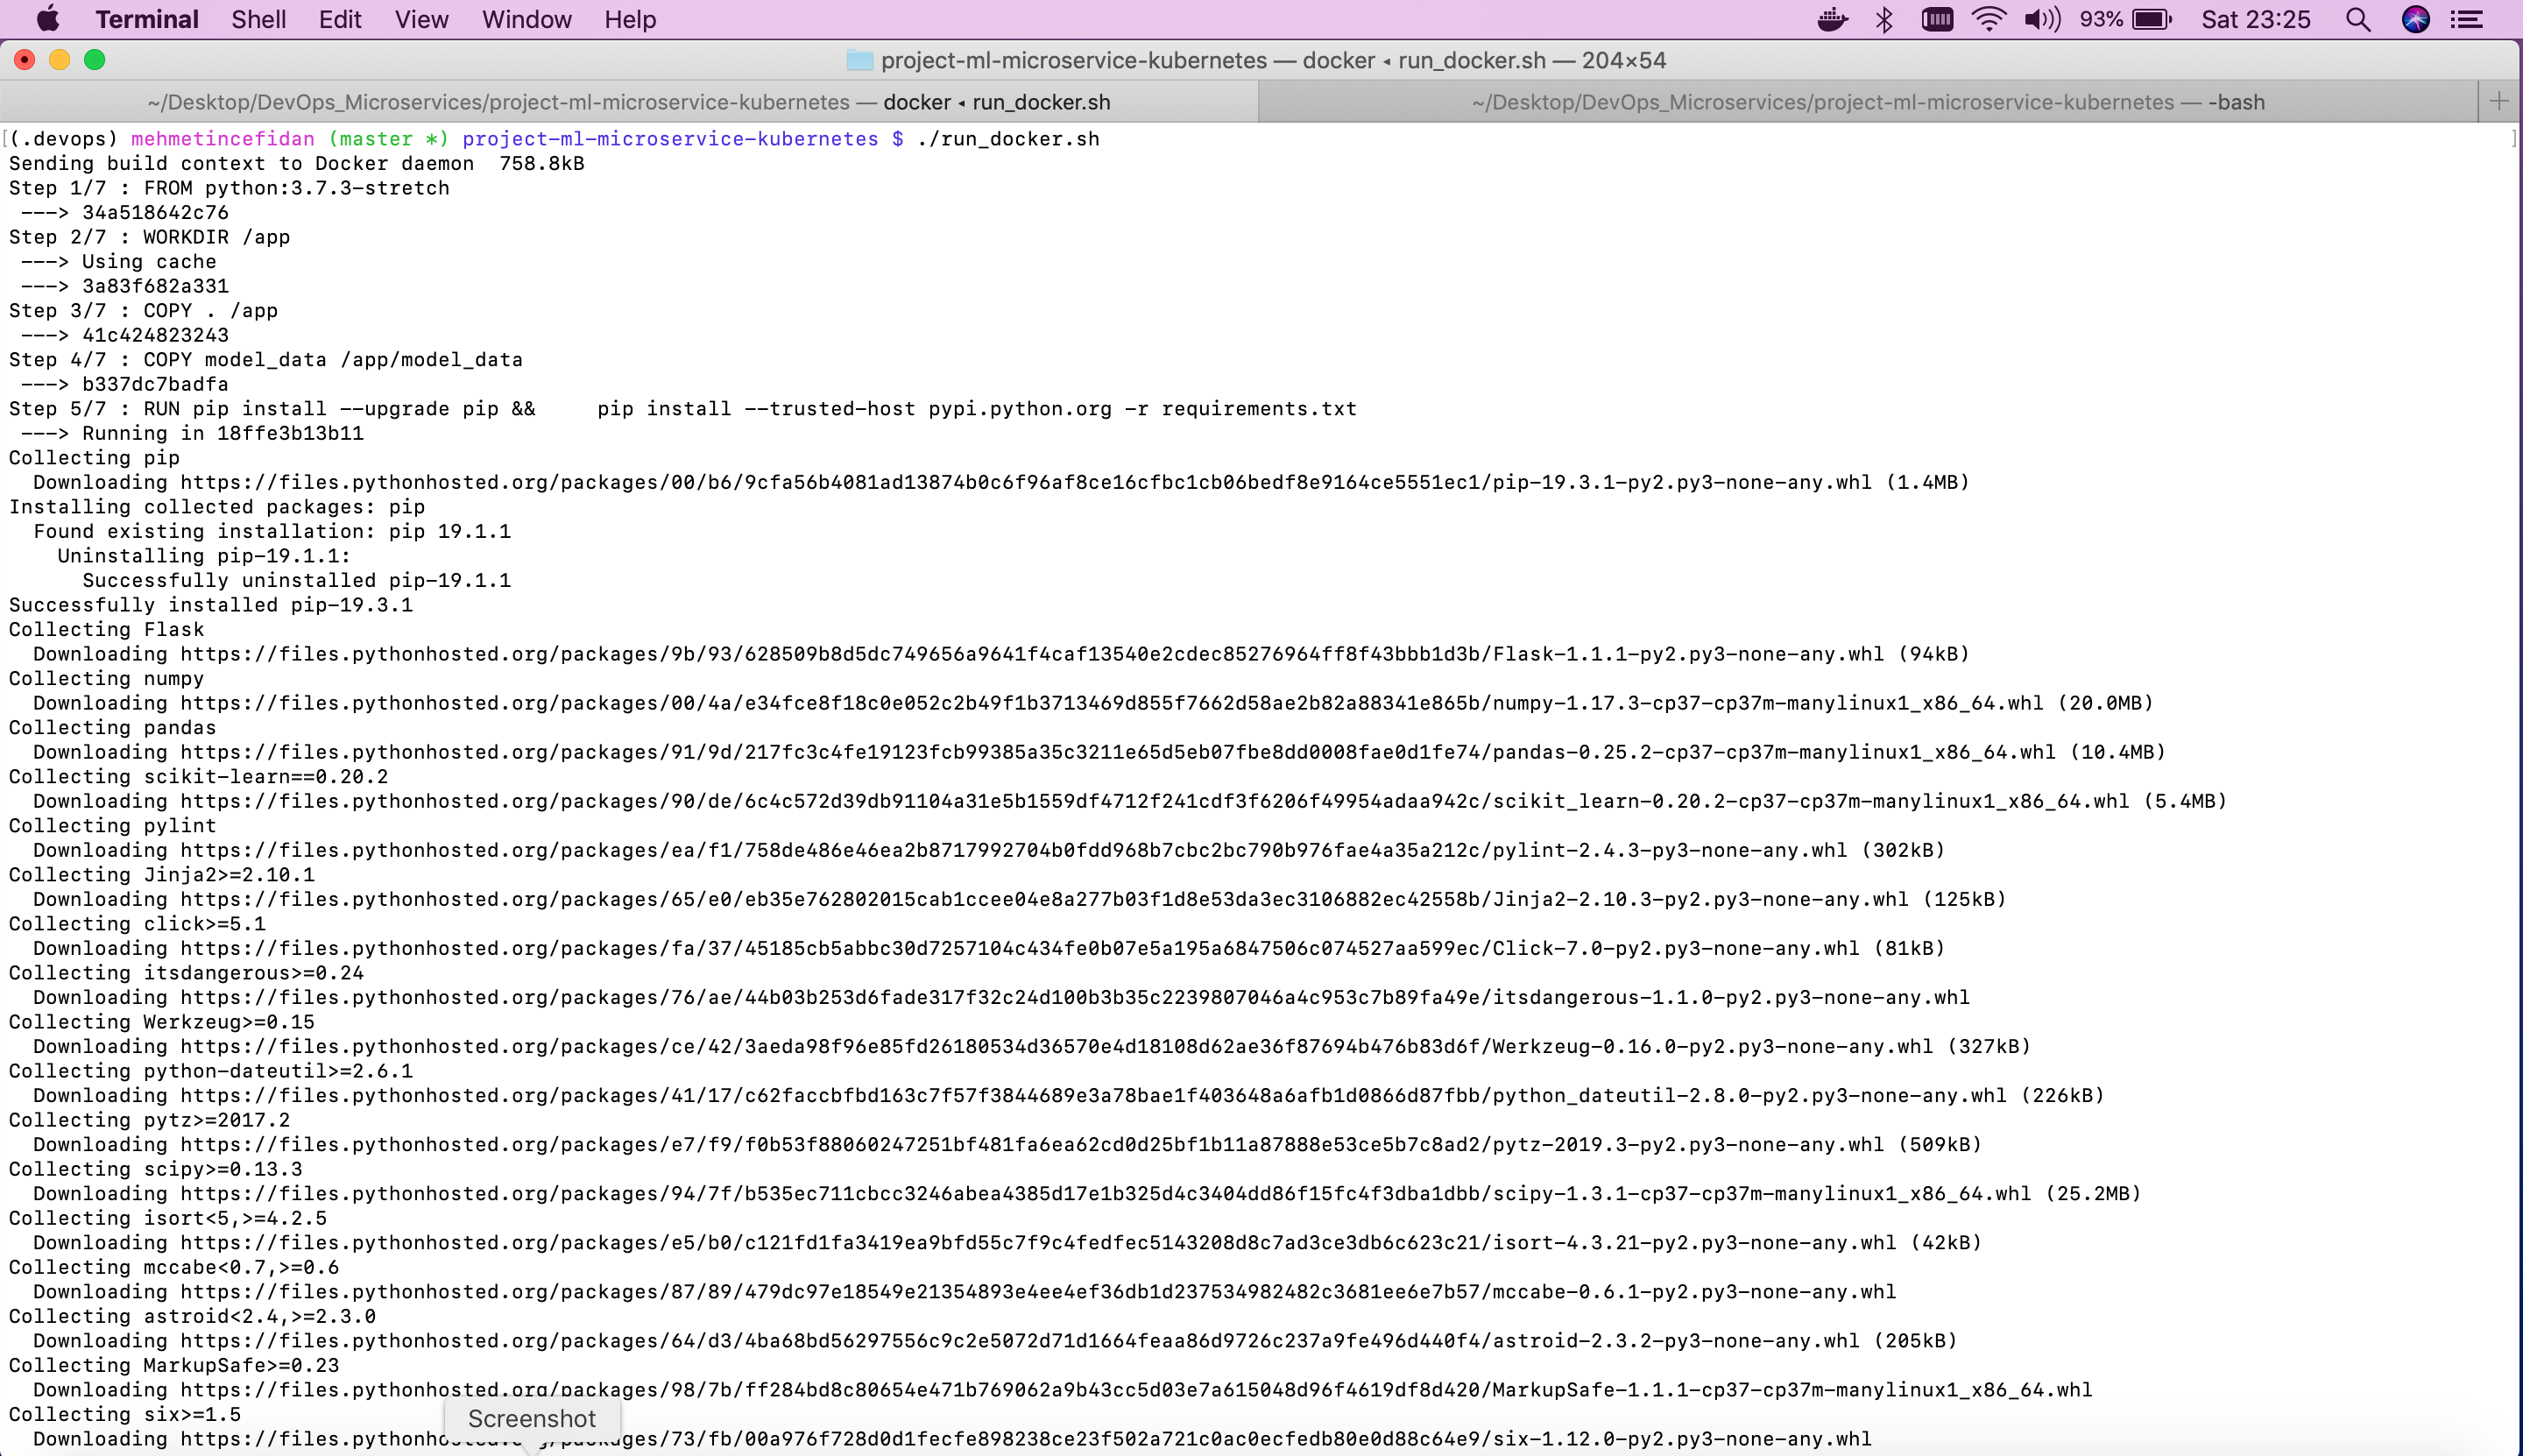 Terminal Shell Edit View Window Help 93% Sat 23:25
project-ml-microservice-kubernetes — docker ◂ run_docker.sh — 204×54
~/Desktop/DevOps_Microservices/project-ml-microservice-kubernetes — docker ◂ run_docker.sh ~/Desktop/DevOps_Microservices/project-ml-microservice-kubernetes — -bash +
[(.devops) mehmetincefidan (master *) project-ml-microservice-kubernetes $ ./run_docker.sh ]
Sending build context to Docker daemon  758.8kB
Step 1/7 : FROM python:3.7.3-stretch
 ---> 34a518642c76
Step 2/7 : WORKDIR /app
 ---> Using cache
 ---> 3a83f682a331
Step 3/7 : COPY . /app
 ---> 41c424823243
Step 4/7 : COPY model_data /app/model_data
 ---> b337dc7badfa
Step 5/7 : RUN pip install --upgrade pip &&     pip install --trusted-host pypi.python.org -r requirements.txt
 ---> Running in 18ffe3b13b11
Collecting pip
  Downloading https://files.pythonhosted.org/packages/00/b6/9cfa56b4081ad13874b0c6f96af8ce16cfbc1cb06bedf8e9164ce5551ec1/pip-19.3.1-py2.py3-none-any.whl (1.4MB)
Installing collected packages: pip
  Found existing installation: pip 19.1.1
    Uninstalling pip-19.1.1:
      Successfully uninstalled pip-19.1.1
Successfully installed pip-19.3.1
Collecting Flask
  Downloading https://files.pythonhosted.org/packages/9b/93/628509b8d5dc749656a9641f4caf13540e2cdec85276964ff8f43bbb1d3b/Flask-1.1.1-py2.py3-none-any.whl (94kB)
Collecting numpy
  Downloading https://files.pythonhosted.org/packages/00/4a/e34fce8f18c0e052c2b49f1b3713469d855f7662d58ae2b82a88341e865b/numpy-1.17.3-cp37-cp37m-manylinux1_x86_64.whl (20.0MB)
Collecting pandas
  Downloading https://files.pythonhosted.org/packages/91/9d/217fc3c4fe19123fcb99385a35c3211e65d5eb07fbe8dd0008fae0d1fe74/pandas-0.25.2-cp37-cp37m-manylinux1_x86_64.whl (10.4MB)
Collecting scikit-learn==0.20.2
  Downloading https://files.pythonhosted.org/packages/90/de/6c4c572d39db91104a31e5b1559df4712f241cdf3f6206f49954adaa942c/scikit_learn-0.20.2-cp37-cp37m-manylinux1_x86_64.whl (5.4MB)
Collecting pylint
  Downloading https://files.pythonhosted.org/packages/ea/f1/758de486e46ea2b8717992704b0fdd968b7cbc2bc790b976fae4a35a212c/pylint-2.4.3-py3-none-any.whl (302kB)
Collecting Jinja2>=2.10.1
  Downloading https://files.pythonhosted.org/packages/65/e0/eb35e762802015cab1ccee04e8a277b03f1d8e53da3ec3106882ec42558b/Jinja2-2.10.3-py2.py3-none-any.whl (125kB)
Collecting click>=5.1
  Downloading https://files.pythonhosted.org/packages/fa/37/45185cb5abbc30d7257104c434fe0b07e5a195a6847506c074527aa599ec/Click-7.0-py2.py3-none-any.whl (81kB)
Collecting itsdangerous>=0.24
  Downloading https://files.pythonhosted.org/packages/76/ae/44b03b253d6fade317f32c24d100b3b35c2239807046a4c953c7b89fa49e/itsdangerous-1.1.0-py2.py3-none-any.whl
Collecting Werkzeug>=0.15
  Downloading https://files.pythonhosted.org/packages/ce/42/3aeda98f96e85fd26180534d36570e4d18108d62ae36f87694b476b83d6f/Werkzeug-0.16.0-py2.py3-none-any.whl (327kB)
Collecting python-dateutil>=2.6.1
  Downloading https://files.pythonhosted.org/packages/41/17/c62faccbfbd163c7f57f3844689e3a78bae1f403648a6afb1d0866d87fbb/python_dateutil-2.8.0-py2.py3-none-any.whl (226kB)
Collecting pytz>=2017.2
  Downloading https://files.pythonhosted.org/packages/e7/f9/f0b53f88060247251bf481fa6ea62cd0d25bf1b11a87888e53ce5b7c8ad2/pytz-2019.3-py2.py3-none-any.whl (509kB)
Collecting scipy>=0.13.3
  Downloading https://files.pythonhosted.org/packages/94/7f/b535ec711cbcc3246abea4385d17e1b325d4c3404dd86f15fc4f3dba1dbb/scipy-1.3.1-cp37-cp37m-manylinux1_x86_64.whl (25.2MB)
Collecting isort<5,>=4.2.5
  Downloading https://files.pythonhosted.org/packages/e5/b0/c121fd1fa3419ea9bfd55c7f9c4fedfec5143208d8c7ad3ce3db6c623c21/isort-4.3.21-py2.py3-none-any.whl (42kB)
Collecting mccabe<0.7,>=0.6
  Downloading https://files.pythonhosted.org/packages/87/89/479dc97e18549e21354893e4ee4ef36db1d237534982482c3681ee6e7b57/mccabe-0.6.1-py2.py3-none-any.whl
Collecting astroid<2.4,>=2.3.0
  Downloading https://files.pythonhosted.org/packages/64/d3/4ba68bd56297556c9c2e5072d71d1664feaa86d9726c237a9fe496d440f4/astroid-2.3.2-py3-none-any.whl (205kB)
Collecting MarkupSafe>=0.23
  Downloading https://files.pythonhosted.org/packages/98/7b/ff284bd8c80654e471b769062a9b43cc5d03e7a615048d96f4619df8d420/MarkupSafe-1.1.1-cp37-cp37m-manylinux1_x86_64.whl
Collecting six>=1.5
Screenshot
  Downloading https://files.pythonhosted.org/packages/73/fb/00a976f728d0d1fecfe898238ce23f502a721c0ac0ecfedb80e0d88c64e9/six-1.12.0-py2.py3-none-any.whl